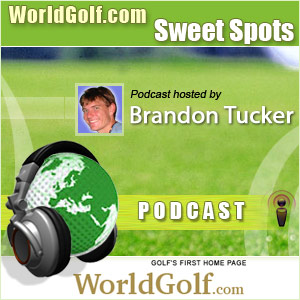 WorldGolf.com
Sweet Spots
Podcast hosted by
Brandon Tucker
PODCAST
GOLF'S FIRST HOME PAGE
WorldGolf.com